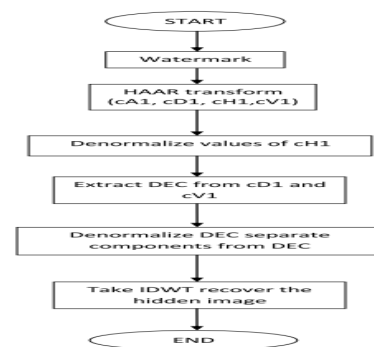 START
Watermark
HAAR transform
(cA1, cD1, cH1,cV1)
Denormalize values of cH1
Extract DEC from cD1 and
cV1
Denormalize DEC separate
components from DEC
Take IDWT recover the
hidden image
END